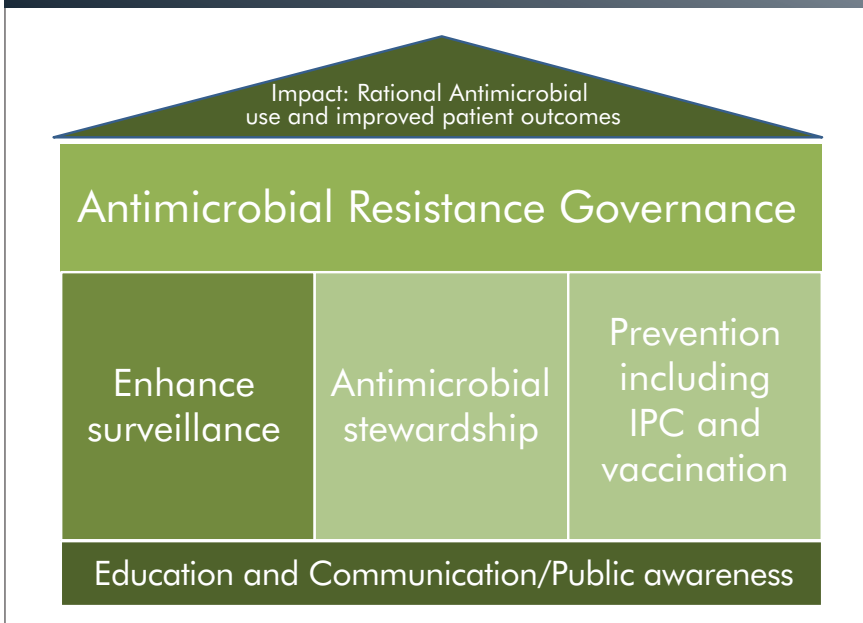 Impact: Rational Antimicrobial
use and improved patient outcomes
Antimicrobial Resistance Governance
Enhance
surveillance
Antimicrobial
stewardship
Prevention
including
IPC and
vaccination
Education and Communication/Public awareness